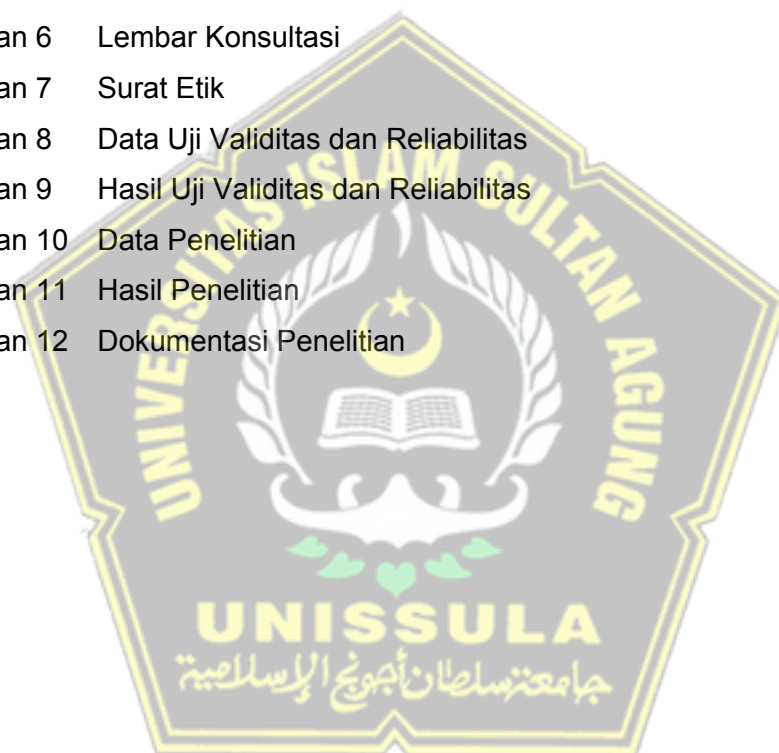 an 6 Lembar Konsultasi
an 7 Surat Etik
an 8 Data Uji Validitas dan Reliabilitas
an 9 Hasil Uji Validitas dan Reliabilitas
an 10 Data Penelitian
an 11 Hasil Penelitian
an 12 Dokumentasi Penelitian
UNIVERSITAS ISLAM SULTAN AGUNG
UNISSULA
جامعة سلطان أجونج الإسلامية